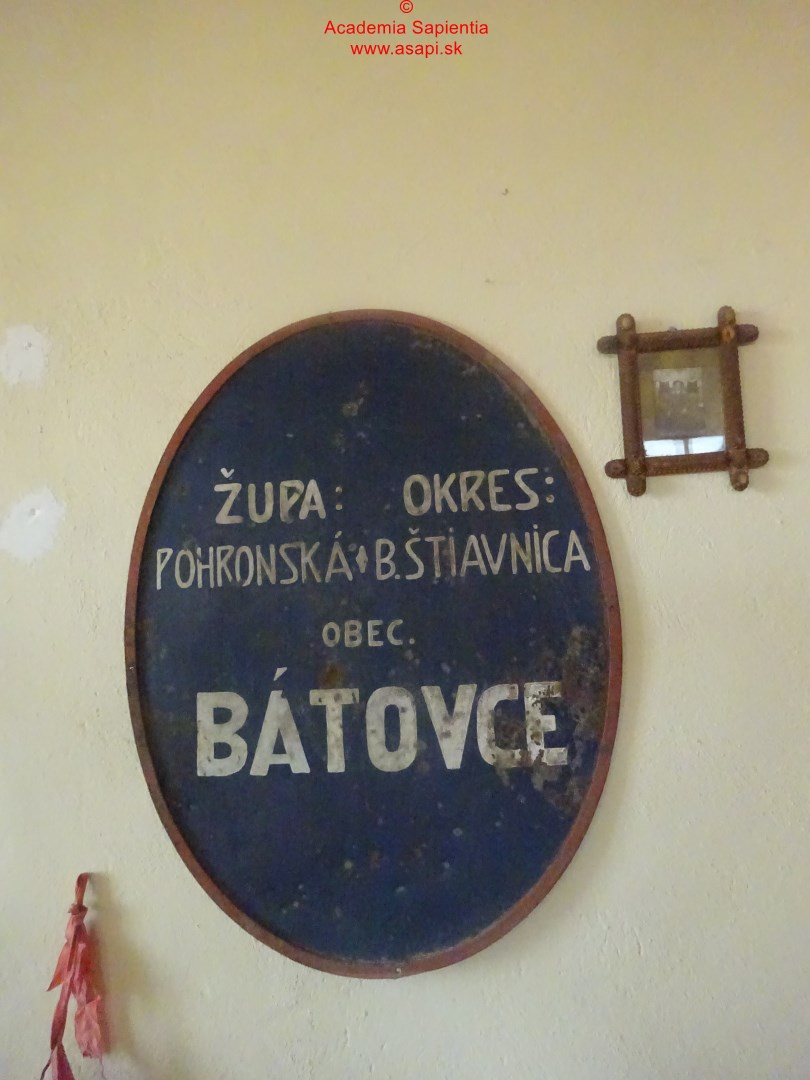 ©
Academia Sapientia
www.asapi.sk
ŽUPA: OKRES:
POHRONSKÁ♦B.ŠTIAVNICA
OBEC.
BÁTOVCE